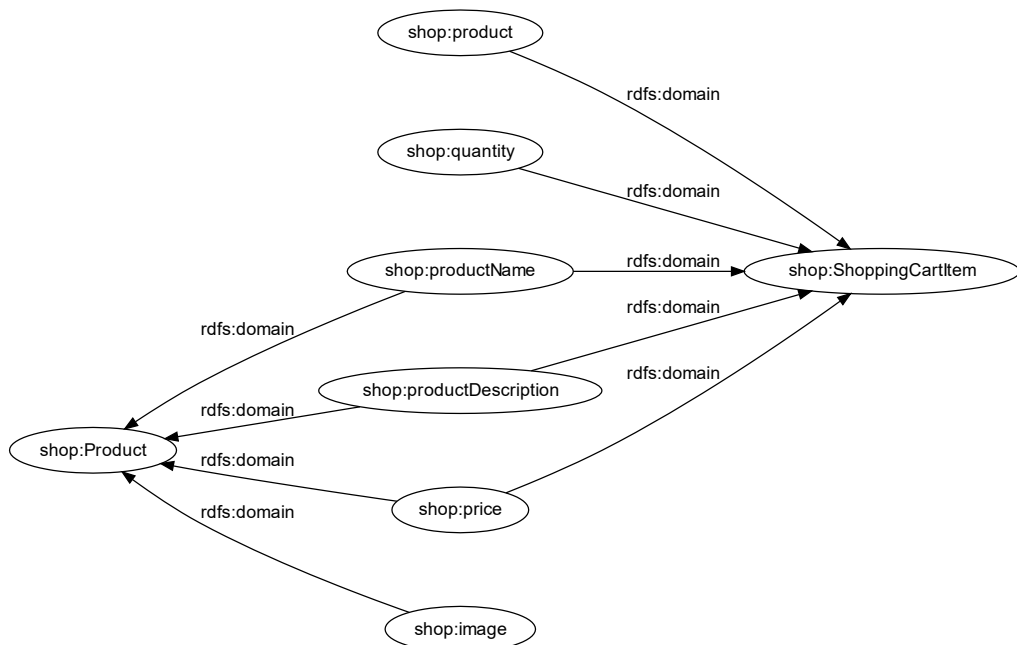 shop:product
rdfs:domain
shop:quantity
rdfs:domain
shop:productName
rdfs:domain
shop:ShoppingCartItem
rdfs:domain
rdfs:domain
rdfs:domain
shop:productDescription
rdfs:domain
shop:Product
rdfs:domain
shop:price
rdfs:domain
shop:image